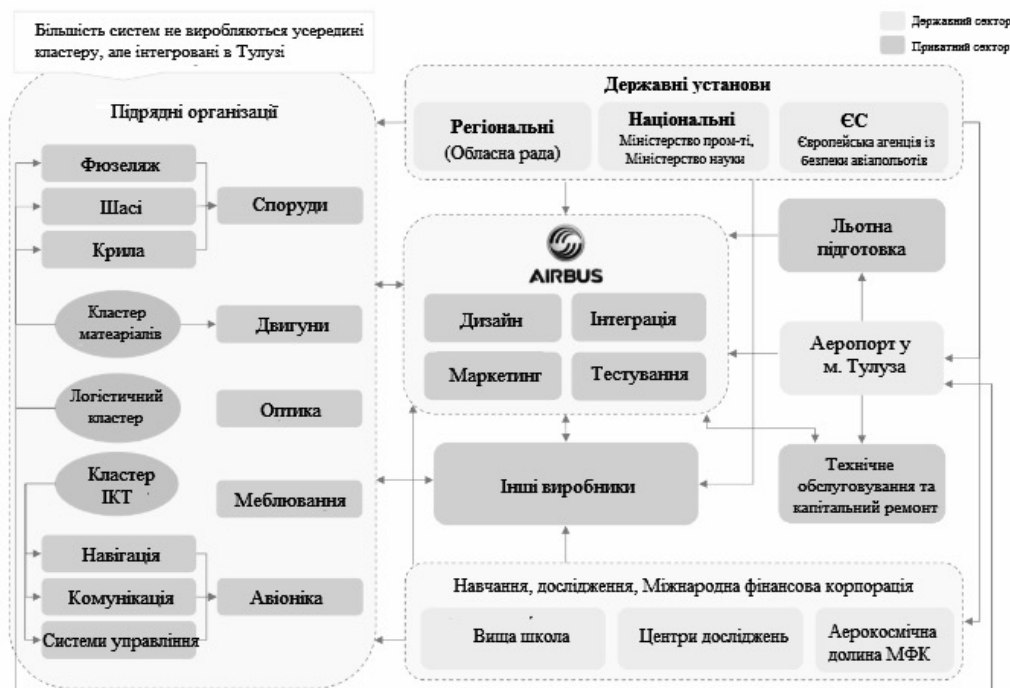 Більшість систем не виробляються усередині
кластеру, але інтегровані в Тулузі
Державний сектор
Приватний сектор
Підрядні організації
Фюзеляж
Шасі
Крила
Споруди
Кластер
матеаріалів
Двигуни
Логістичний
кластер
Оптика
Кластер
ІКТ
Меблювання
Навігація
Комунікація
Системи управління
Авіоніка
Державні установи
Регіональні
(Обласна рада)
Національні
Міністерство пром-ті,
Міністерство науки
ЄС
Європейська агенція із
безпеки авіапольотів
AIRBUS
Дизайн
Інтеграція
Маркетинг
Тестування
Інші виробники
Льотна
підготовка
Аеропорт у
м. Тулуза
Технічне
обслуговування та
капітальний ремонт
Навчання, дослідження, Міжнародна фінансова корпорація
Вища школа
Центри досліджень
Аерокосмічна
долина МФК